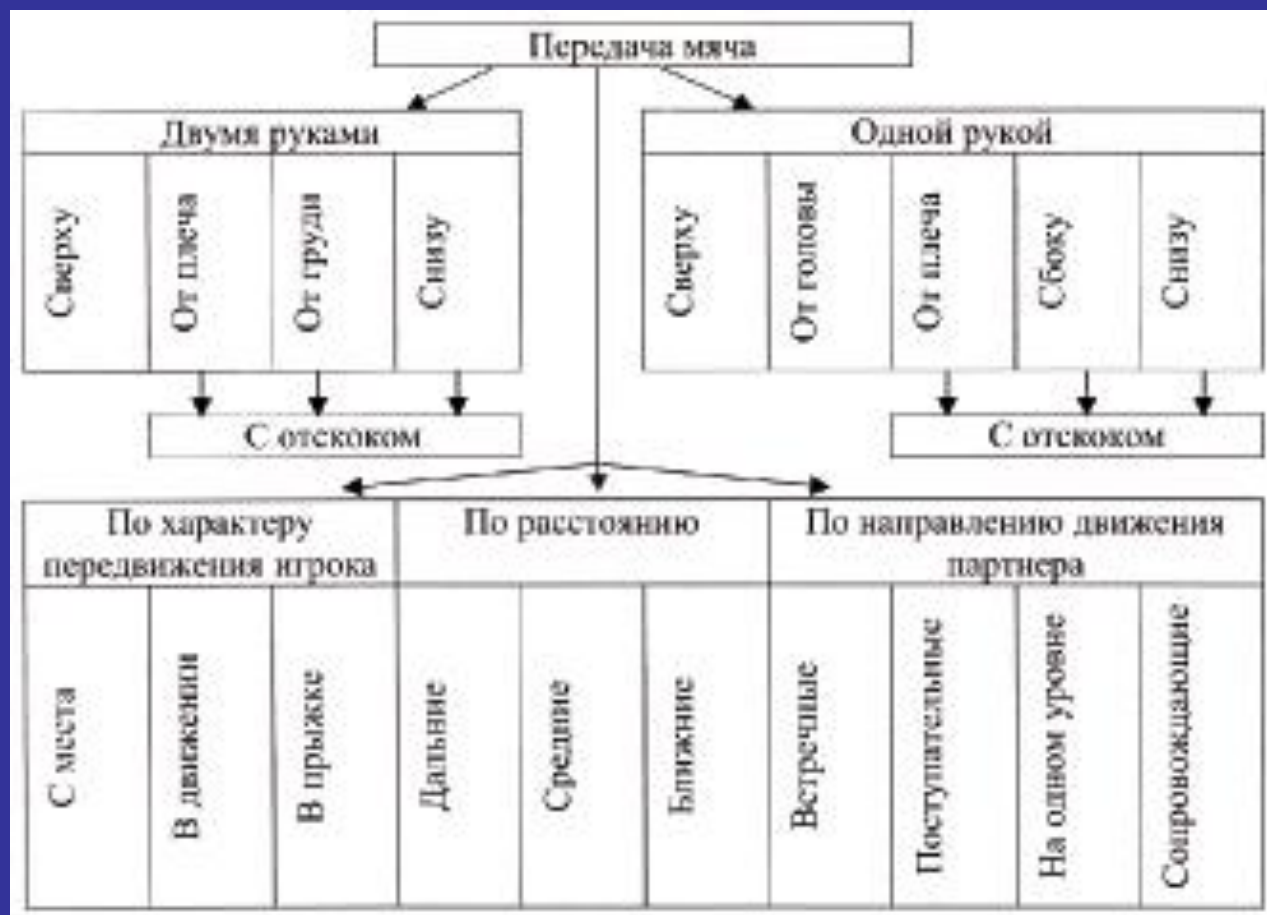 Передача мяча
Двумя руками
Одной рукой
Сверху
От плеча
От груди
Снизу
Сверху
От головы
От плеча
Сбоку
Снизу
С отскоком
С отскоком
По характеру
передвижения игрока
По расстоянию
По направлению движения
партнера
С места
В движении
В прыжке
Дальние
Средние
Ближние
Встречные
Поступательные
На одном уровне
Сопровождающие